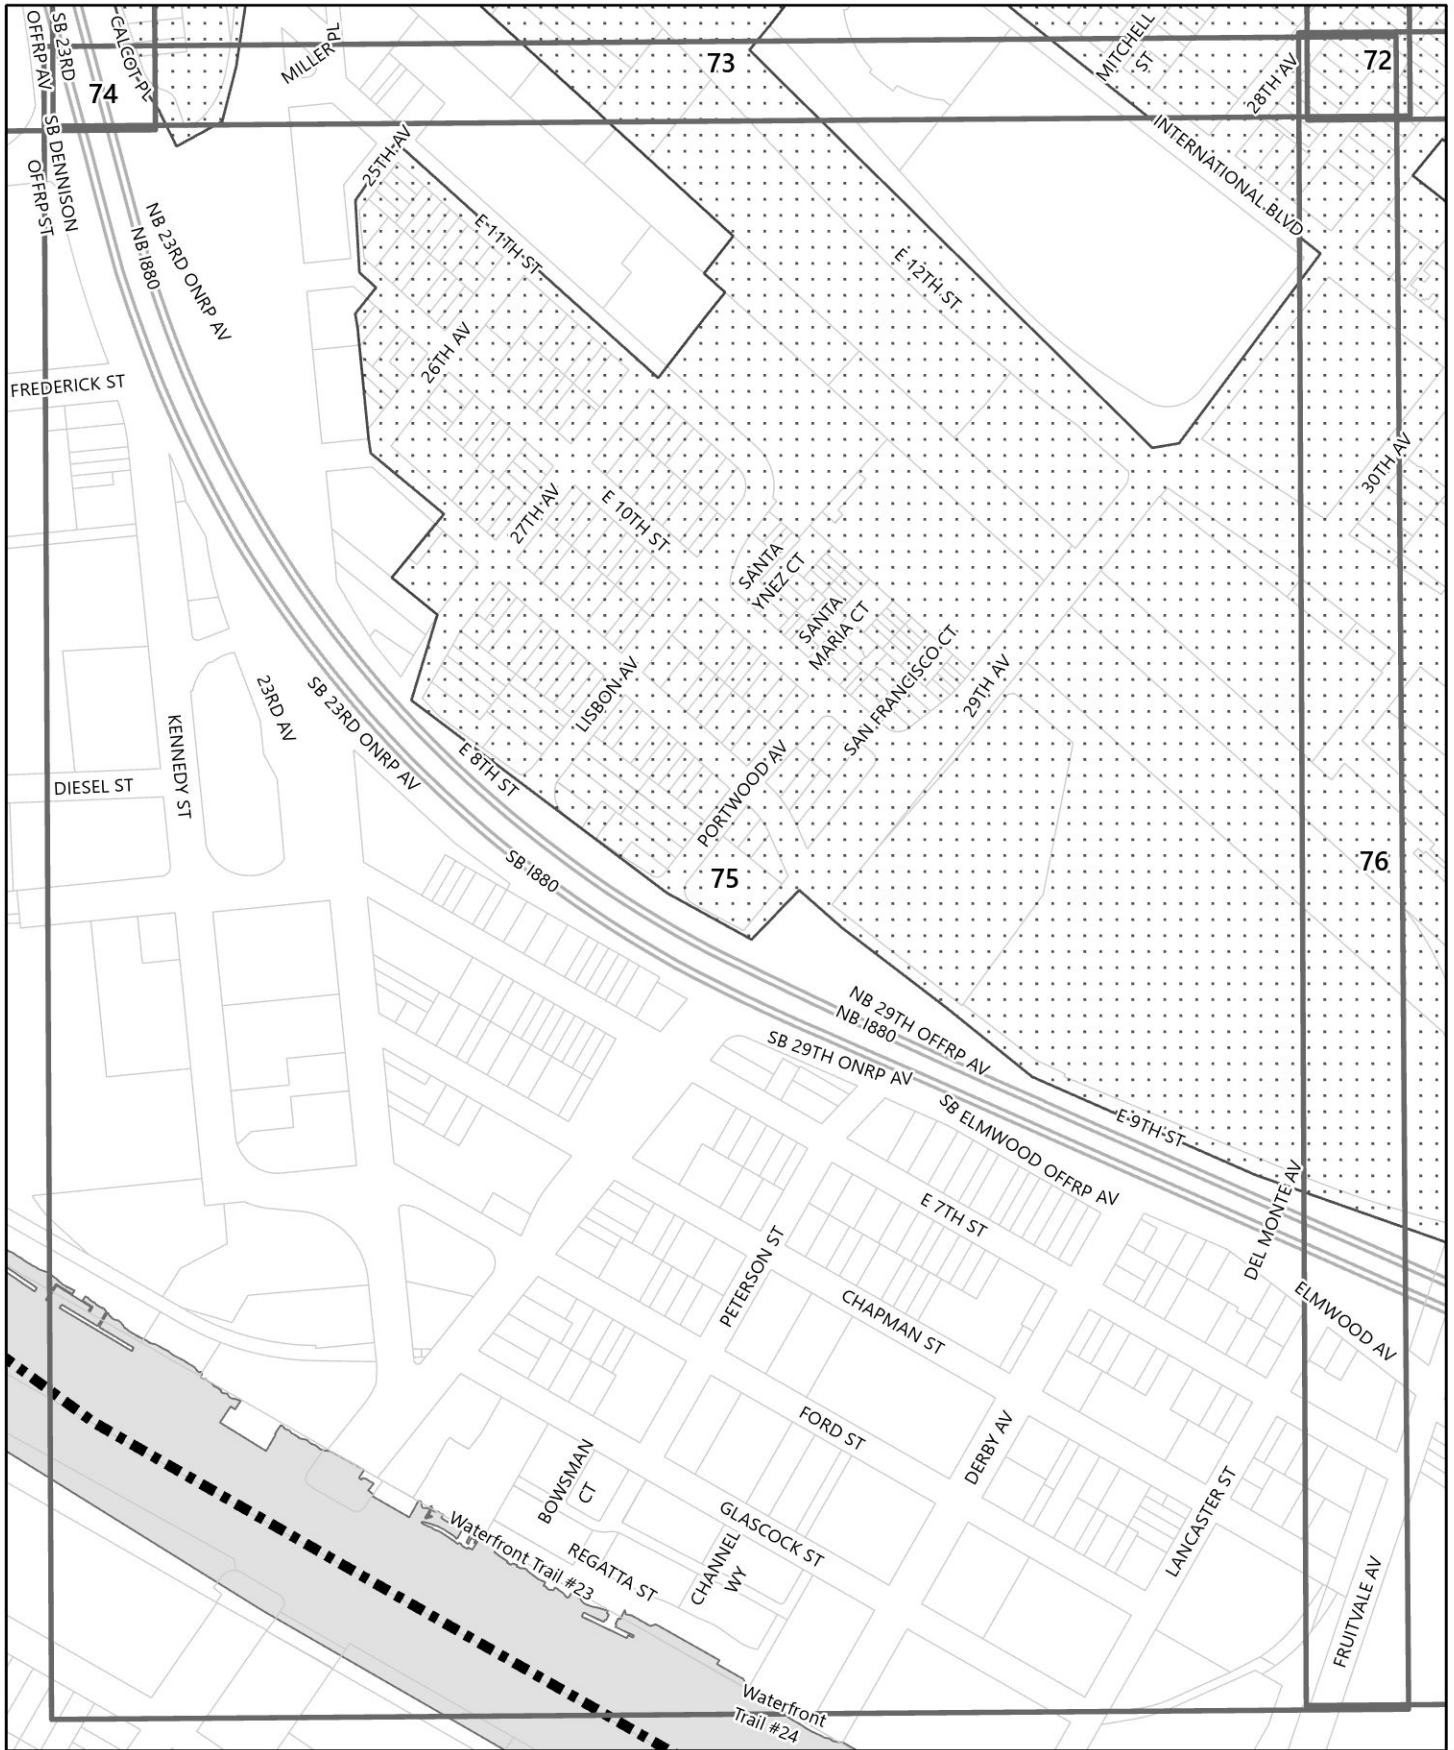 SB 23RD
OFFRP AV
CALCOT PL
74
MILLER
PL
73
MITCHELL
ST
28TH AV
72
SB DENNISON
OFFRP ST
25TH AV
INTERNATIONAL BLVD
NB 23RD ONRP AV
NB I880
E 11TH ST
E 12TH ST
26TH AV
FREDERICK ST
30TH AV
27TH AV
E 10TH ST
SANTA
YNEZ CT
SANTA
MARIA CT
SAN FRANCISCO CT
29TH AV
LISBON AV
23RD AV
SB 23RD ONRP AV
KENNEDY ST
E 8TH ST
PORTWOOD AV
DIESEL ST
SB I880
75
76
NB 29TH OFFRP AV
NB I880
SB 29TH ONRP AV
SB ELMWOOD OFFRP AV
E 9TH ST
DEL MONTE AV
E 7TH ST
PETERSON ST
CHAPMAN ST
ELMWOOD AV
FORD ST
DERBY AV
BOWSMAN
CT
LANCASTER ST
GLASCOCK ST
Waterfront Trail #23
REGATTA ST
CHANNEL
WY
FRUITVALE AV
Waterfront
Trail #24